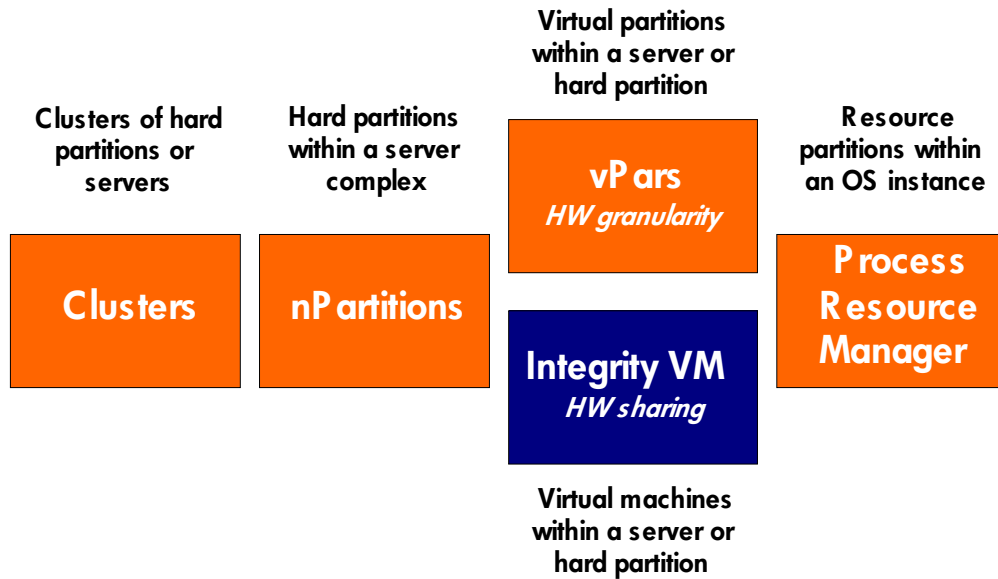 Clusters of hard
partitions or
servers
Clusters
Hard partitions
within a server
complex
nPartitions
Virtual partitions
within a server or
hard partition
vPars
HW granularity
Integrity VM
HW sharing
Virtual machines
within a server or
hard partition
Resource
partitions within
an OS instance
Process
Resource
Manager